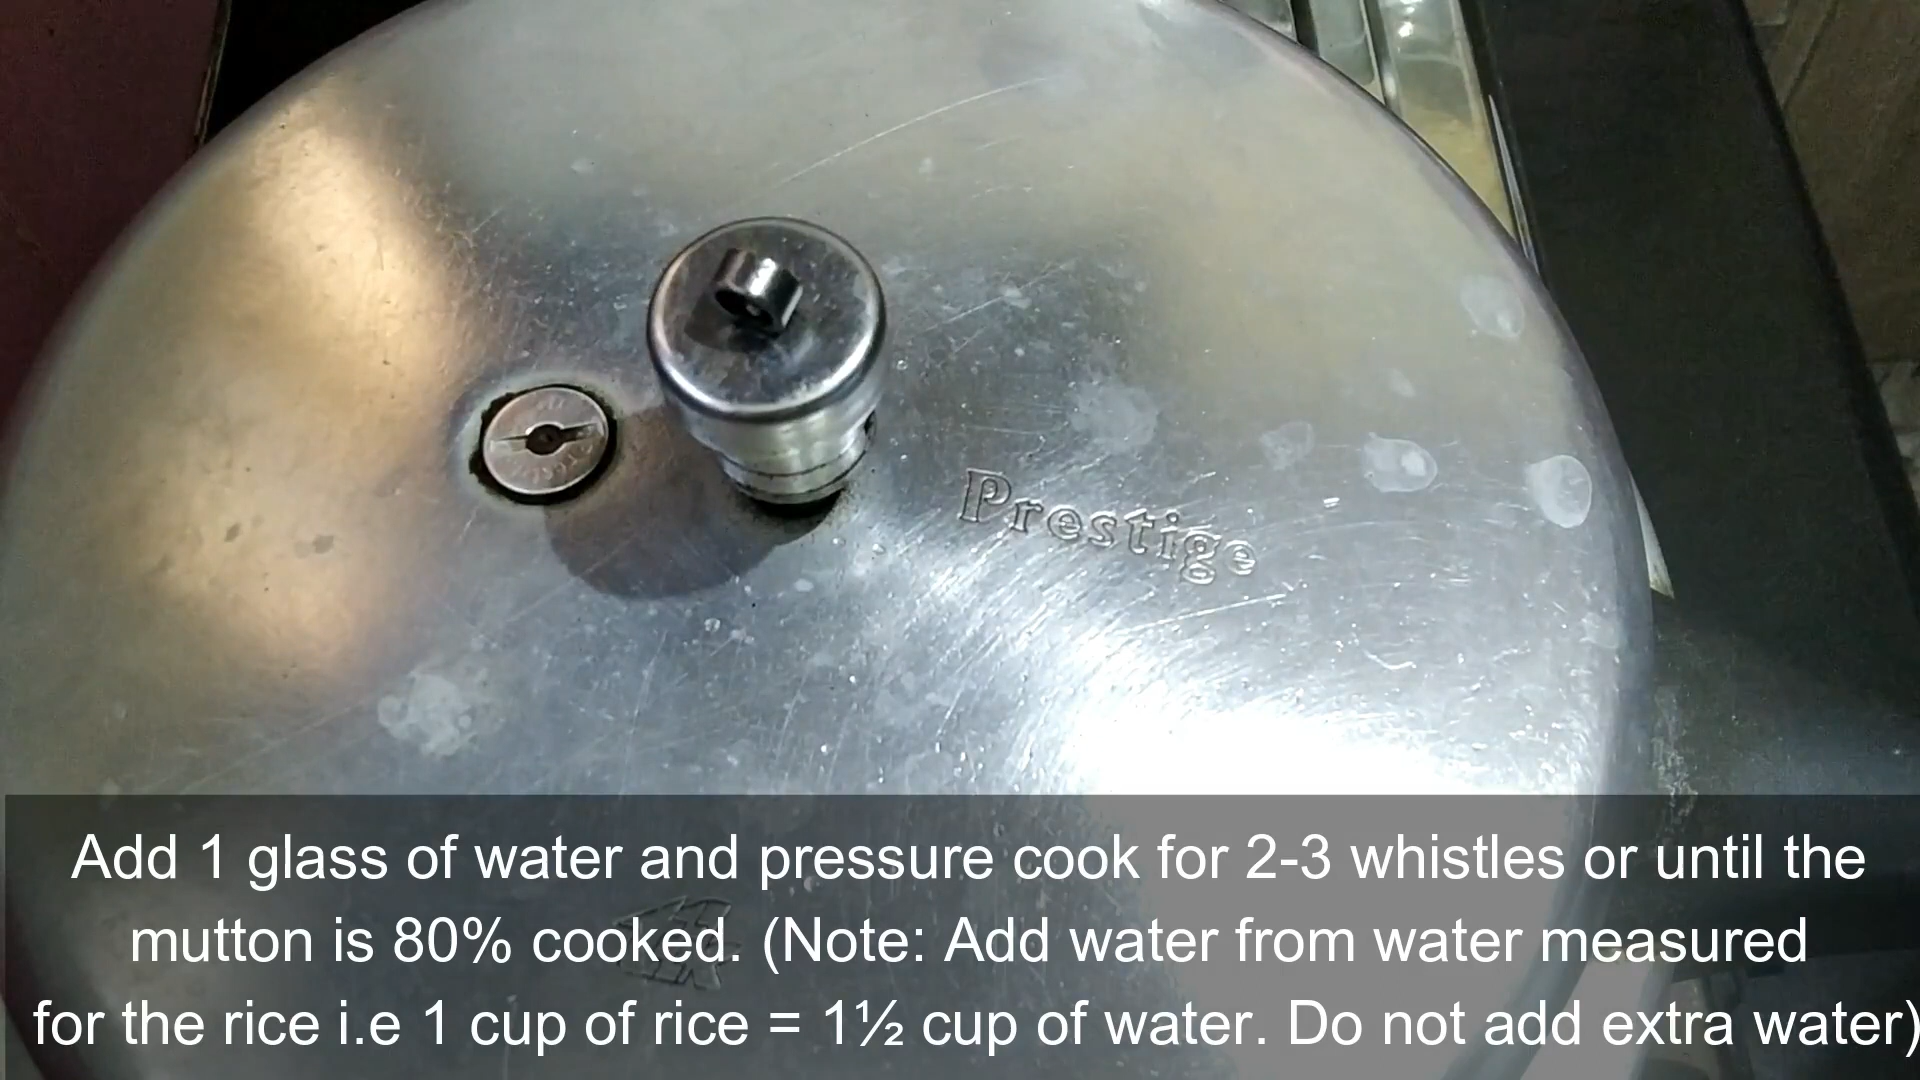 Prestige
Add 1 glass of water and pressure cook for 2-3 whistles or until the
mutton is 80% cooked. (Note: Add water from water measured
for the rice i.e 1 cup of rice = 1½ cup of water. Do not add extra water)